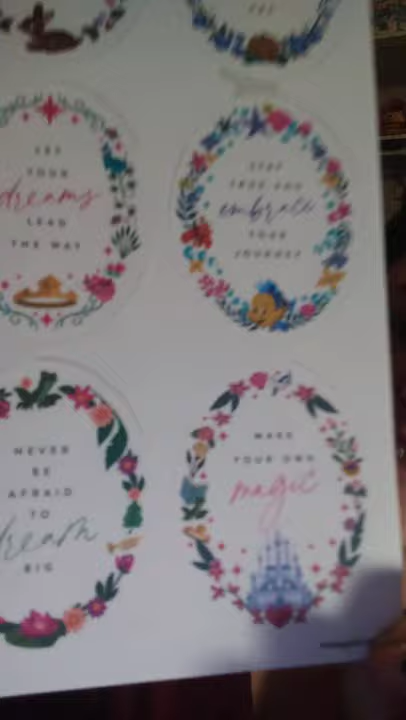 LET
YOUR
dreams
LEAD
THE WAY
STAY
TRUE AND
embrace
YOUR
JOURNEY
NEVER
BE
AFRAID
TO
dream
BIG
MAKE
YOUR OWN
magic